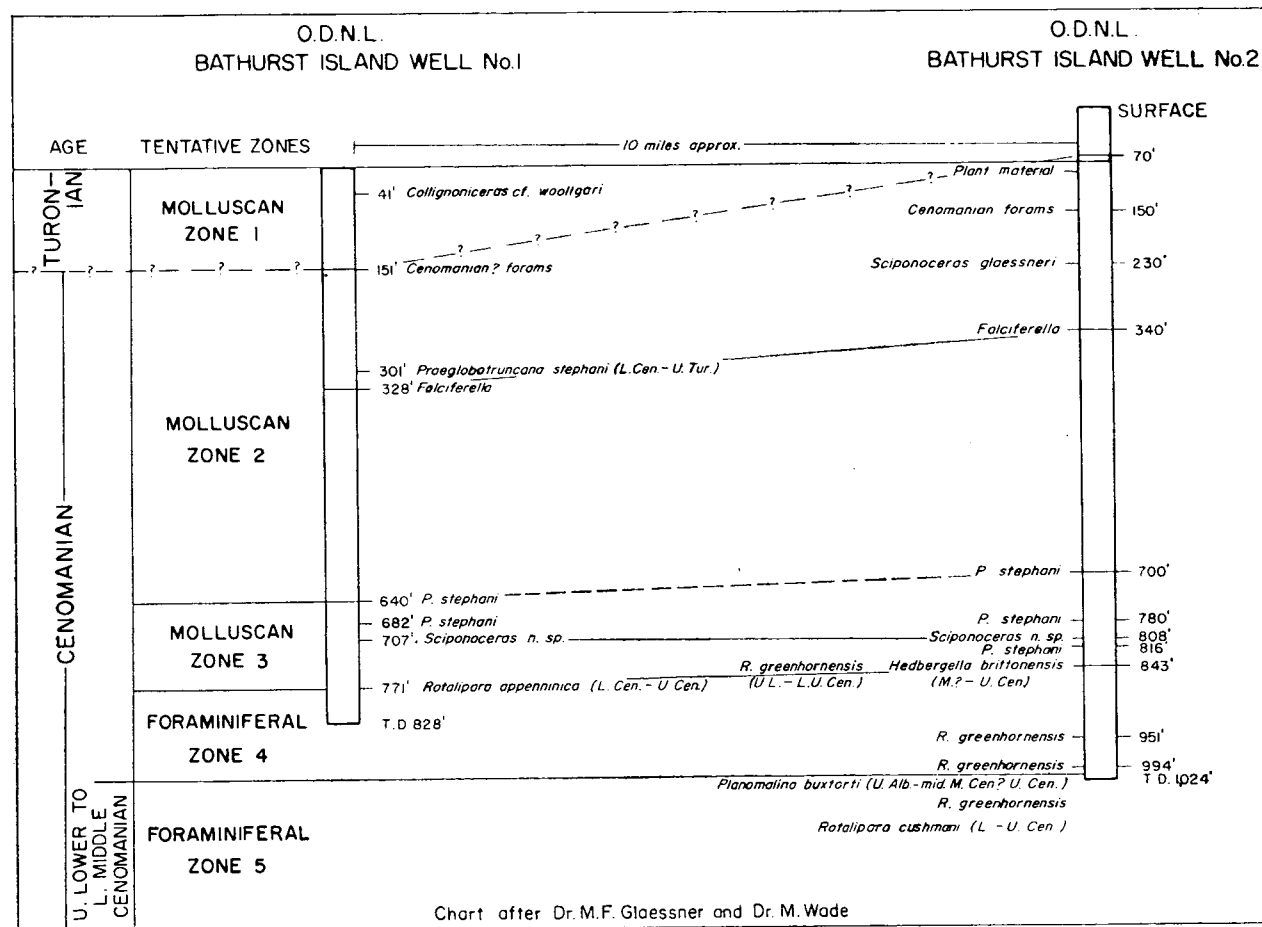 O.D.N.L.
BATHURST ISLAND WELL No.1
O.D.N.L.
BATHURST ISLAND WELL No.2
SURFACE
AGE
TENTATIVE ZONES
10 miles approx.
TURON-
IAN
MOLLUSCAN
ZONE 1
41' Collignoniceras cf. woollgari
70'
Plant material
Cenomanian forams
150'
? ? ? ? ? ? ? ? ? ? ?
151' Cenomanian? forams
Sciponoceras glaessneri
230'
Falciferella
340'
301' Praeglobotruncana stephani (L.Cen.-U.Tur.)
328' Falciferella
CENOMANIAN
MOLLUSCAN
ZONE 2
P stephani
700'
640' P. stephani
682' P. stephani
707'. Sciponoceras n. sp.
P. stephani
780'
Sciponoceras n. sp.
808'
P. stephani
816'
MOLLUSCAN
ZONE 3
R. greenhornensis
(U L.- L.U. Cen.)
Hedbergella brittonensis
(M.?- U. Cen)
843'
771' Rotalipara appenninica (L. Cen.- U Cen.)
T. D 828'
FORAMINIFERAL
ZONE 4
R. greenhornensis
951'
R. greenhornensis
994'
T D. 1,024'
Planomalina buxtorti (U. Alb.-mid. M. Cen? U. Cen.)
R. greenhornensis
Rotalipara cushmani (L - U. Cen )
U. LOWER TO
L. MIDDLE
CENOMANIAN
FORAMINIFERAL
ZONE 5
Chart after Dr. M.F. Glaessner and Dr. M. Wade